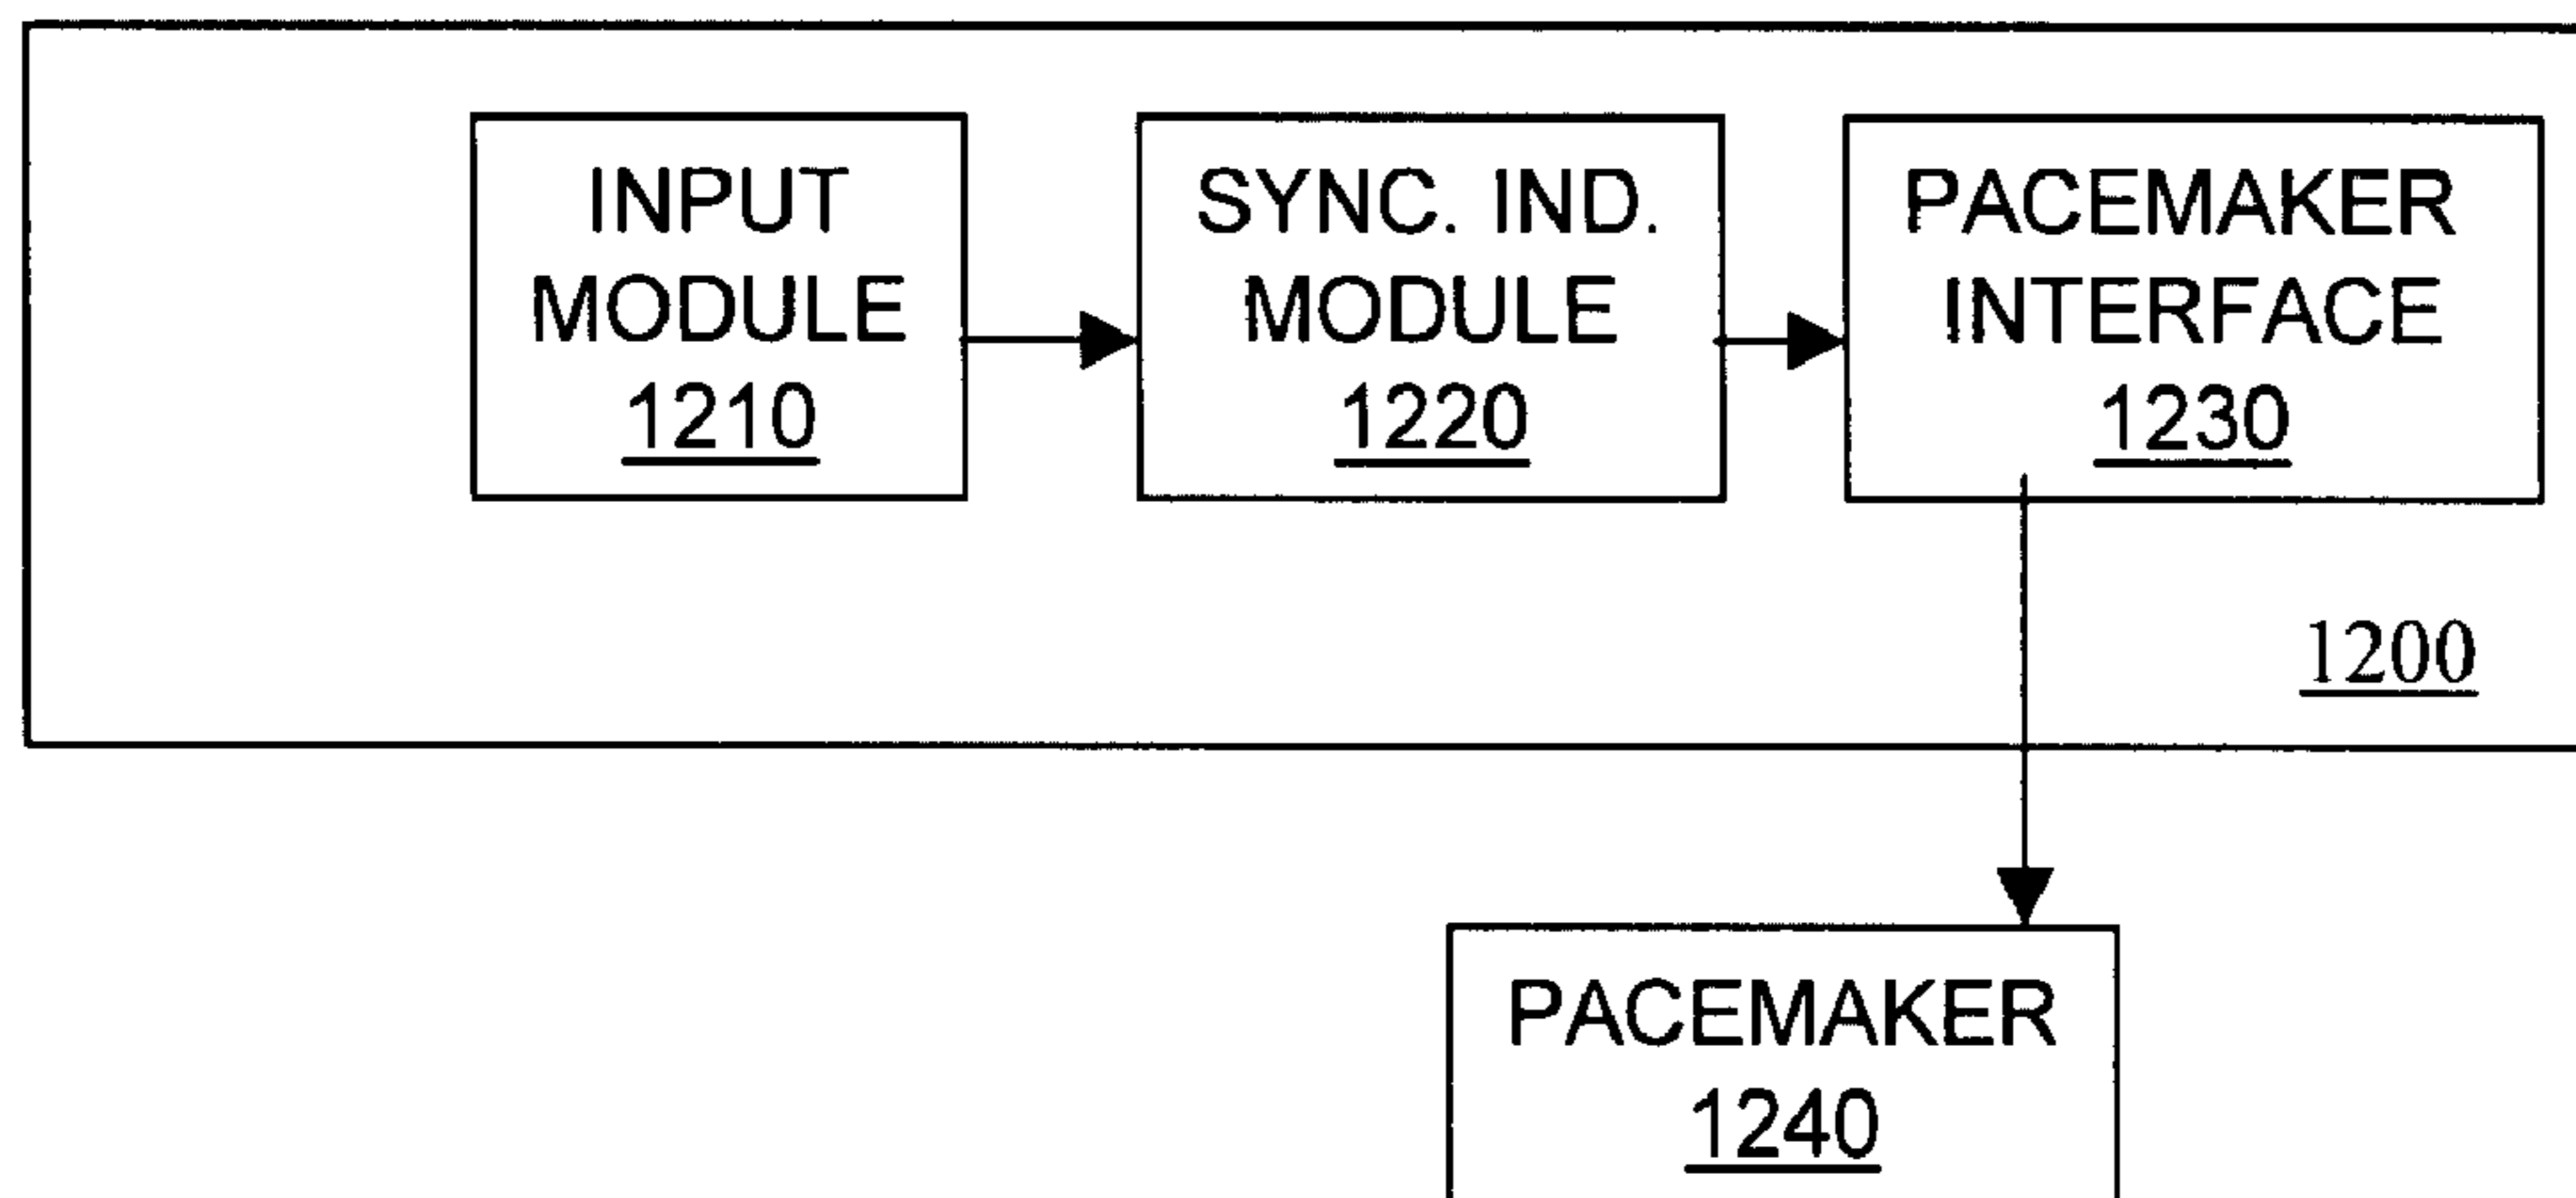 INPUT
MODULE
1210
SYNC. IND.
MODULE
1220
PACEMAKER
INTERFACE
1230
1200
PACEMAKER
1240